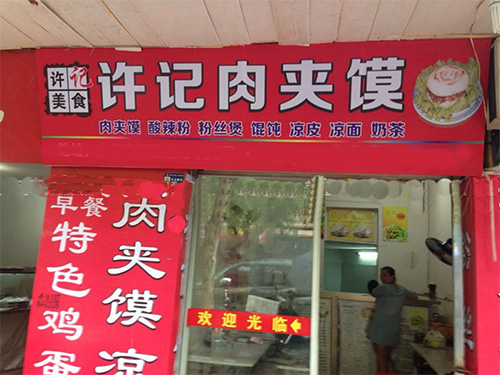 许记
美食
许记肉夹馍
肉夹馍 酸辣粉 粉丝煲 馄饨 凉皮 凉面 奶茶
早餐
特色鸡蛋
肉夹馍凉
欢迎光临